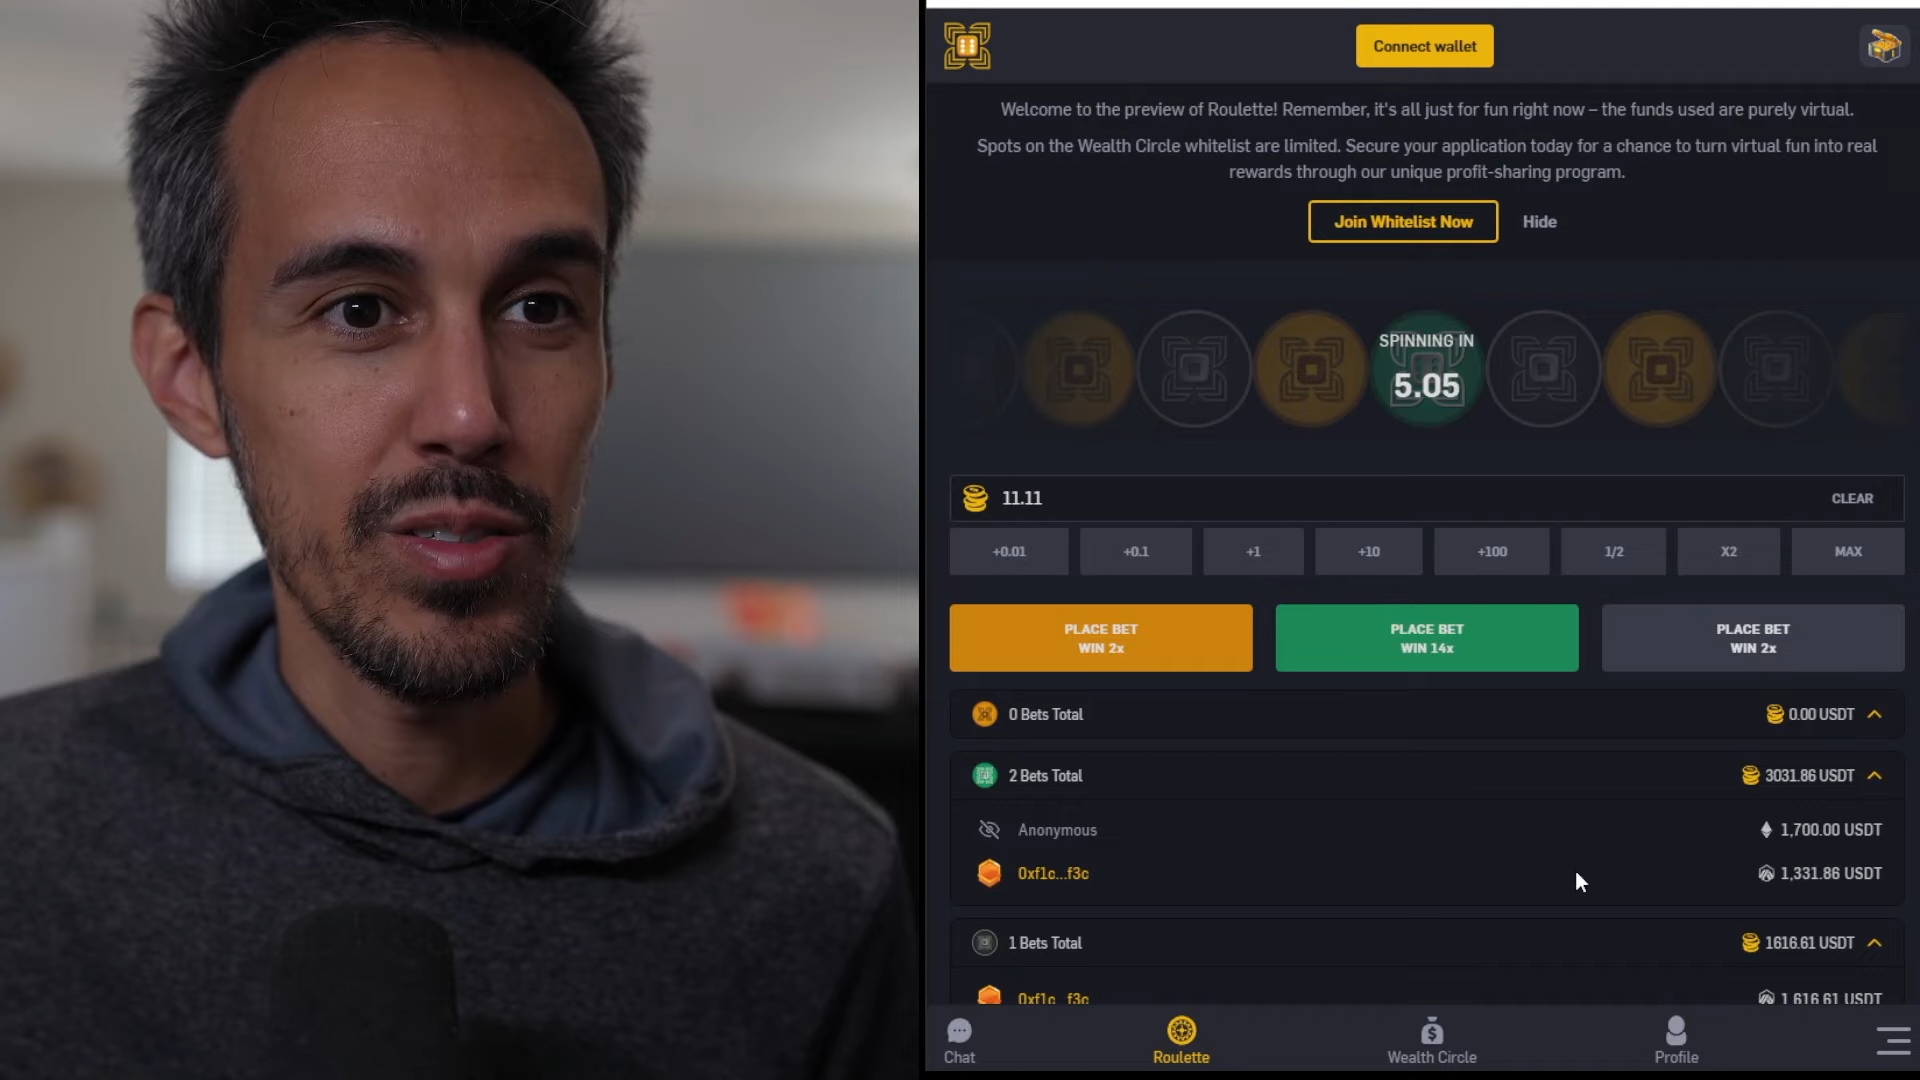 Connect wallet
Welcome to the preview of Roulette! Remember, it's all just for fun right now – the funds used are purely virtual.
Spots on the Wealth Circle whitelist are limited. Secure your application today for a chance to turn virtual fun into real
rewards through our unique profit-sharing program.
Join Whitelist Now Hide
SPINNING IN
5.05
11.11 CLEAR
+0.01 +0.1 +1 +10 +100 1/2 X2 MAX
PLACE BET
WIN 2x
PLACE BET
WIN 14x
PLACE BET
WIN 2x
0 Bets Total 0.00 USDT
2 Bets Total 3031.86 USDT
Anonymous 1,700.00 USDT
0xf1c...f3c 1,331.86 USDT
1 Bets Total 1616.61 USDT
0xf1c...f3c 1,616.61 USDT
Chat Roulette Wealth Circle Profile